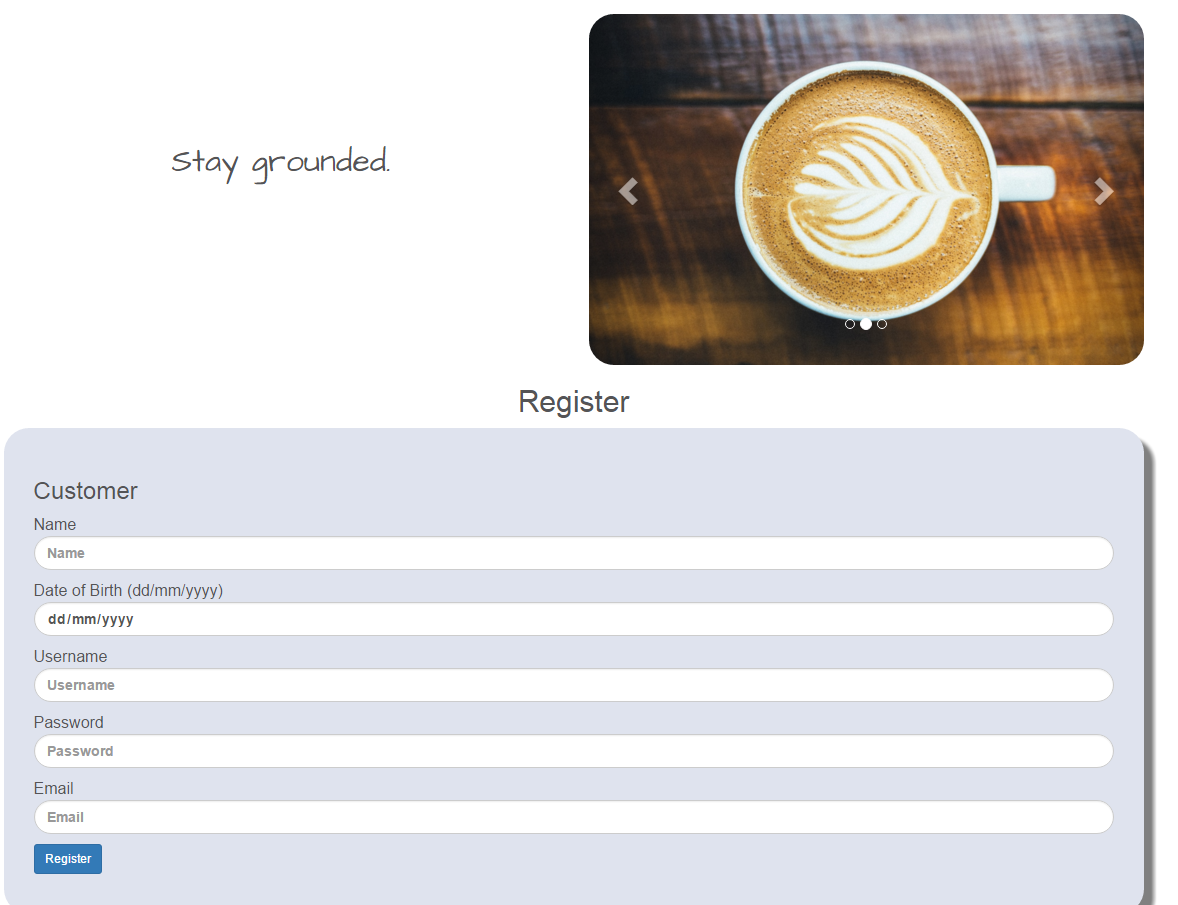 Stay grounded.
Register
Customer
Name
Name
Date of Birth (dd/mm/yyyy)
dd/mm/yyyy
Username
Username
Password
Password
Email
Email
Register